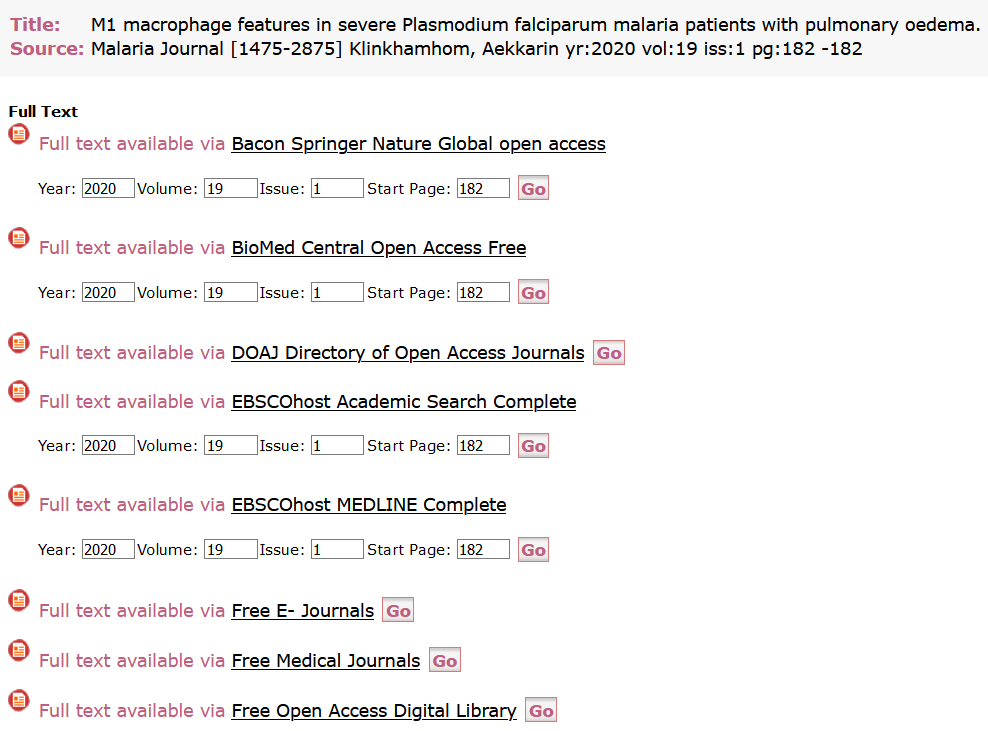 Title: M1 macrophage features in severe Plasmodium falciparum malaria patients with pulmonary oedema.
Source: Malaria Journal [1475-2875] Klinkhamhom, Aekkarin yr:2020 vol:19 iss:1 pg:182 -182
Full Text
Full text available via Bacon Springer Nature Global open access
Year: 2020 Volume: 19 Issue: 1 Start Page: 182 Go
Full text available via BioMed Central Open Access Free
Year: 2020 Volume: 19 Issue: 1 Start Page: 182 Go
Full text available via DOAJ Directory of Open Access Journals Go
Full text available via EBSCOhost Academic Search Complete
Year: 2020 Volume: 19 Issue: 1 Start Page: 182 Go
Full text available via EBSCOhost MEDLINE Complete
Year: 2020 Volume: 19 Issue: 1 Start Page: 182 Go
Full text available via Free E- Journals Go
Full text available via Free Medical Journals Go
Full text available via Free Open Access Digital Library Go